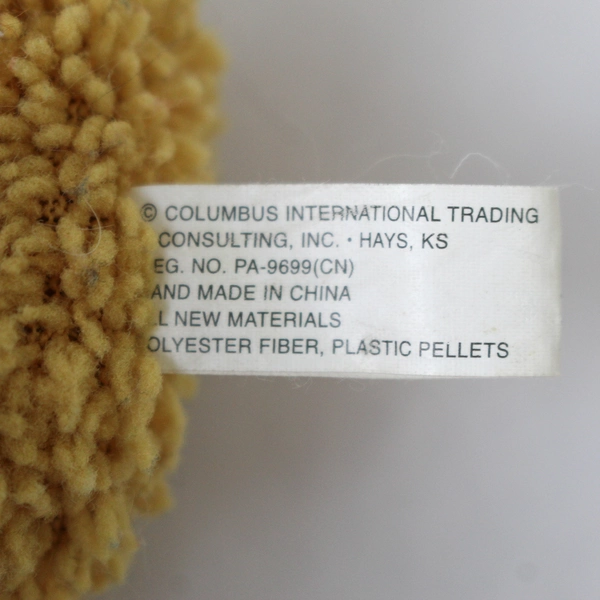 © COLUMBUS INTERNATIONAL TRADING
CONSULTING, INC. • HAYS, KS
EG. NO. PA-9699(CN)
AND MADE IN CHINA
L NEW MATERIALS
OLYESTER FIBER, PLASTIC PELLETS